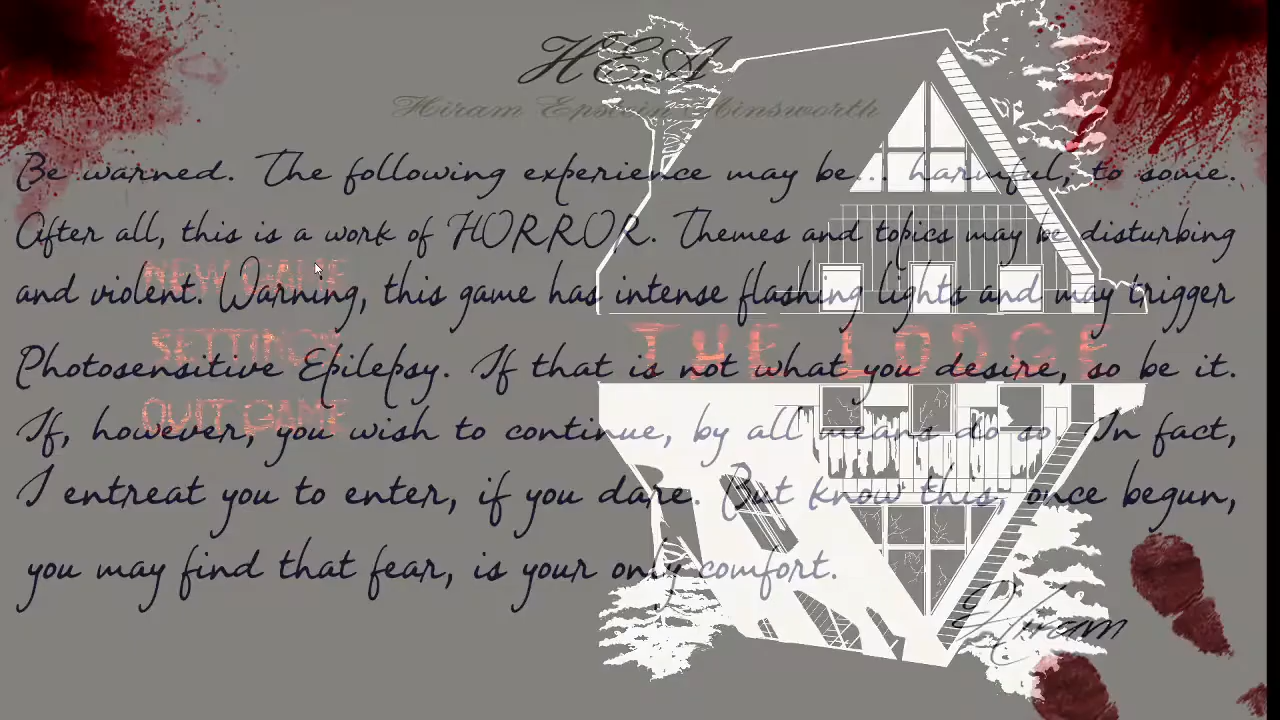 HEA
Hiram Epstein Ainsworth
Be warned. The following experience may be... harmful, to some.
After all, this is a work of HORROR. Themes and topics may be disturbing
NEW GAME
and violent. Warning, this game has intense flashing lights and may trigger
SETTINGS
THE LODGE
Photosensitive Epilepsy. If that is not what you desire, so be it.
QUIT GAME
If, however, you wish to continue, by all means do so. In fact,
I entreat you to enter, if you dare. But know this, once begun,
you may find that fear, is your only comfort.
Hiram